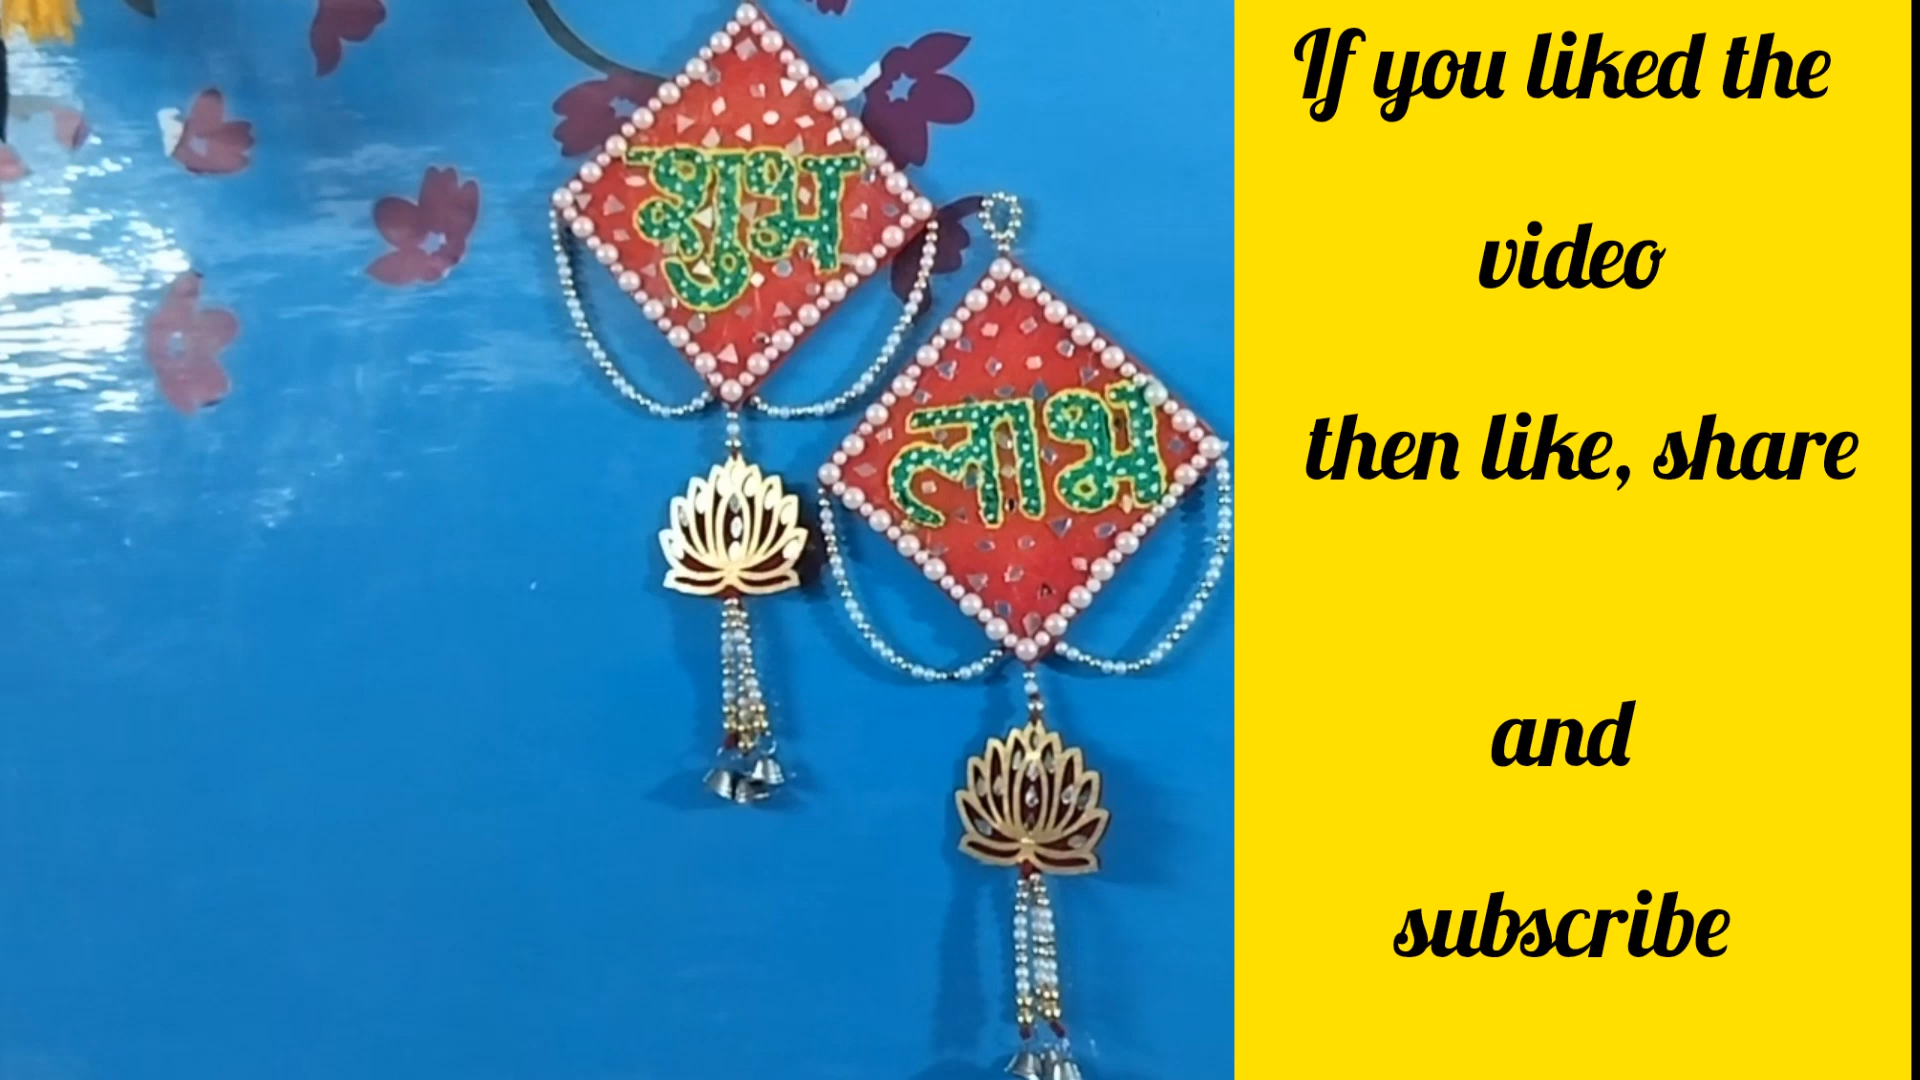 शुभ
लाभ
If you liked the
video
then like, share
and
subscribe